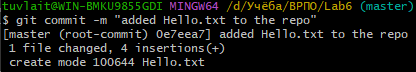 tuvlait@WIN-BMKU9855GDI MINGW64 /d/Учёба/ВРПО/Lab6 (master)
$ git commit -m "added Hello.txt to the repo"
[master (root-commit) 0e7eea7] added Hello.txt to the repo
 1 file changed, 4 insertions(+)
 create mode 100644 Hello.txt